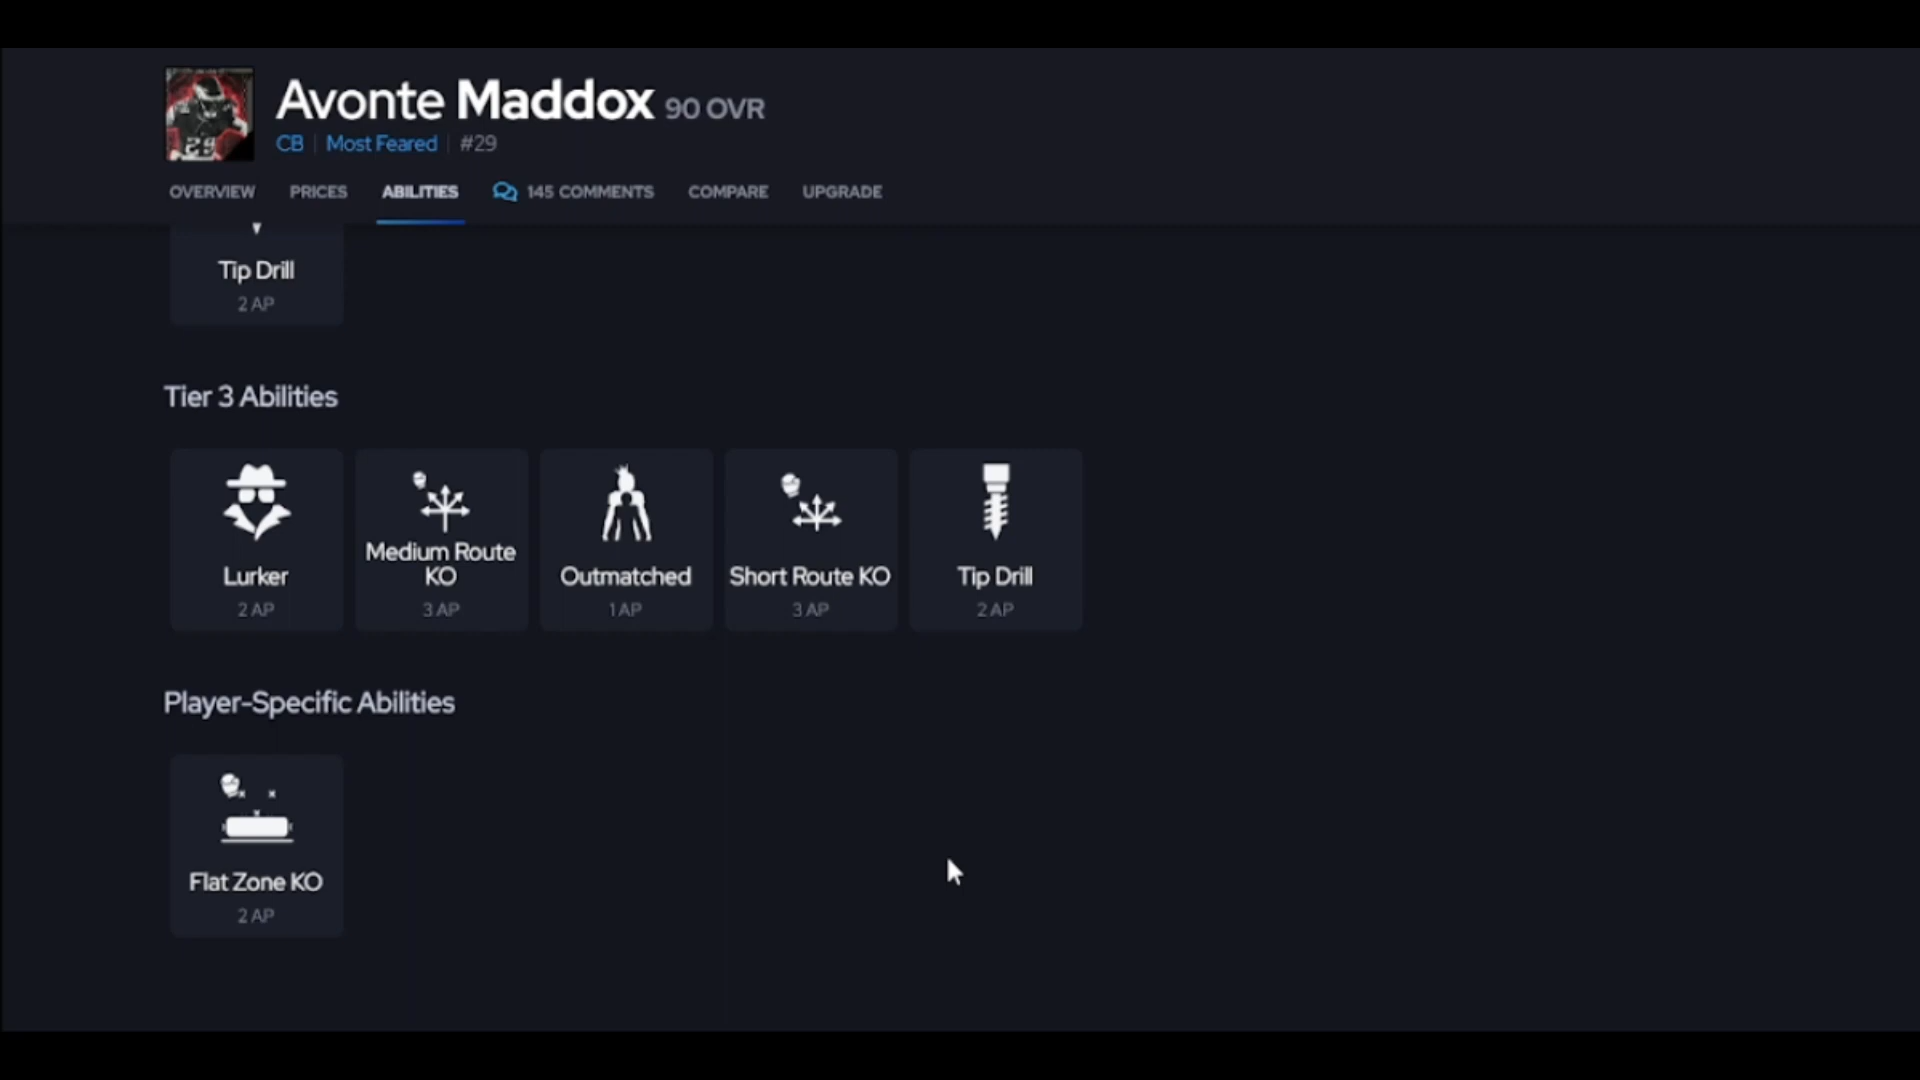 Avonte Maddox 90 OVR
CB | Most Feared | #29
OVERVIEW PRICES ABILITIES 145 COMMENTS COMPARE UPGRADE
Tip Drill
2 AP
Tier 3 Abilities
Lurker
2 AP
Medium Route
KO
3 AP
Outmatched
1 AP
Short Route KO
3 AP
Tip Drill
2 AP
Player-Specific Abilities
Flat Zone KO
2 AP